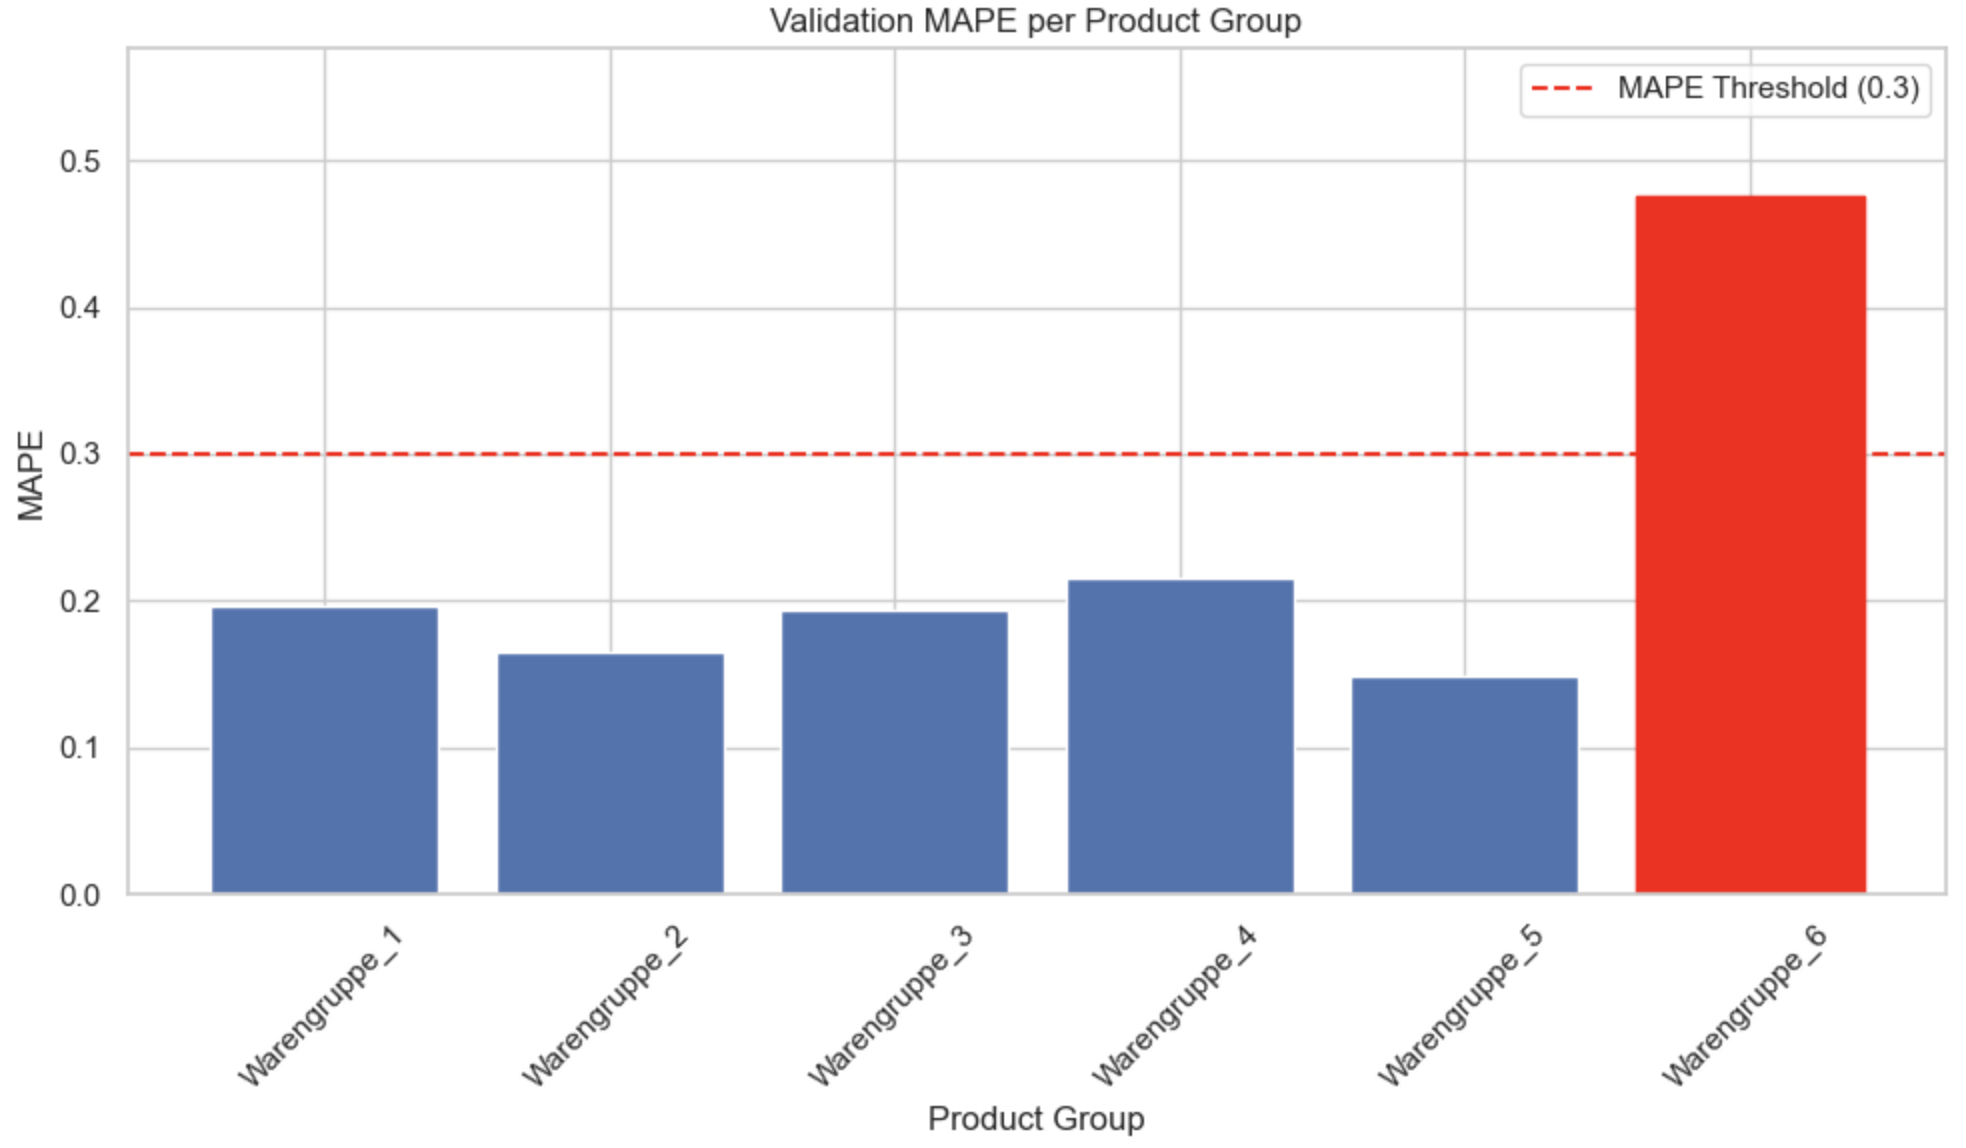 Validation MAPE per Product Group
MAPE Threshold (0.3)
0.5
0.4
0.3
0.2
0.1
0.0
MAPE
Warengruppe_1
Warengruppe_2
Warengruppe_3
Warengruppe_4
Warengruppe_5
Warengruppe_6
Product Group